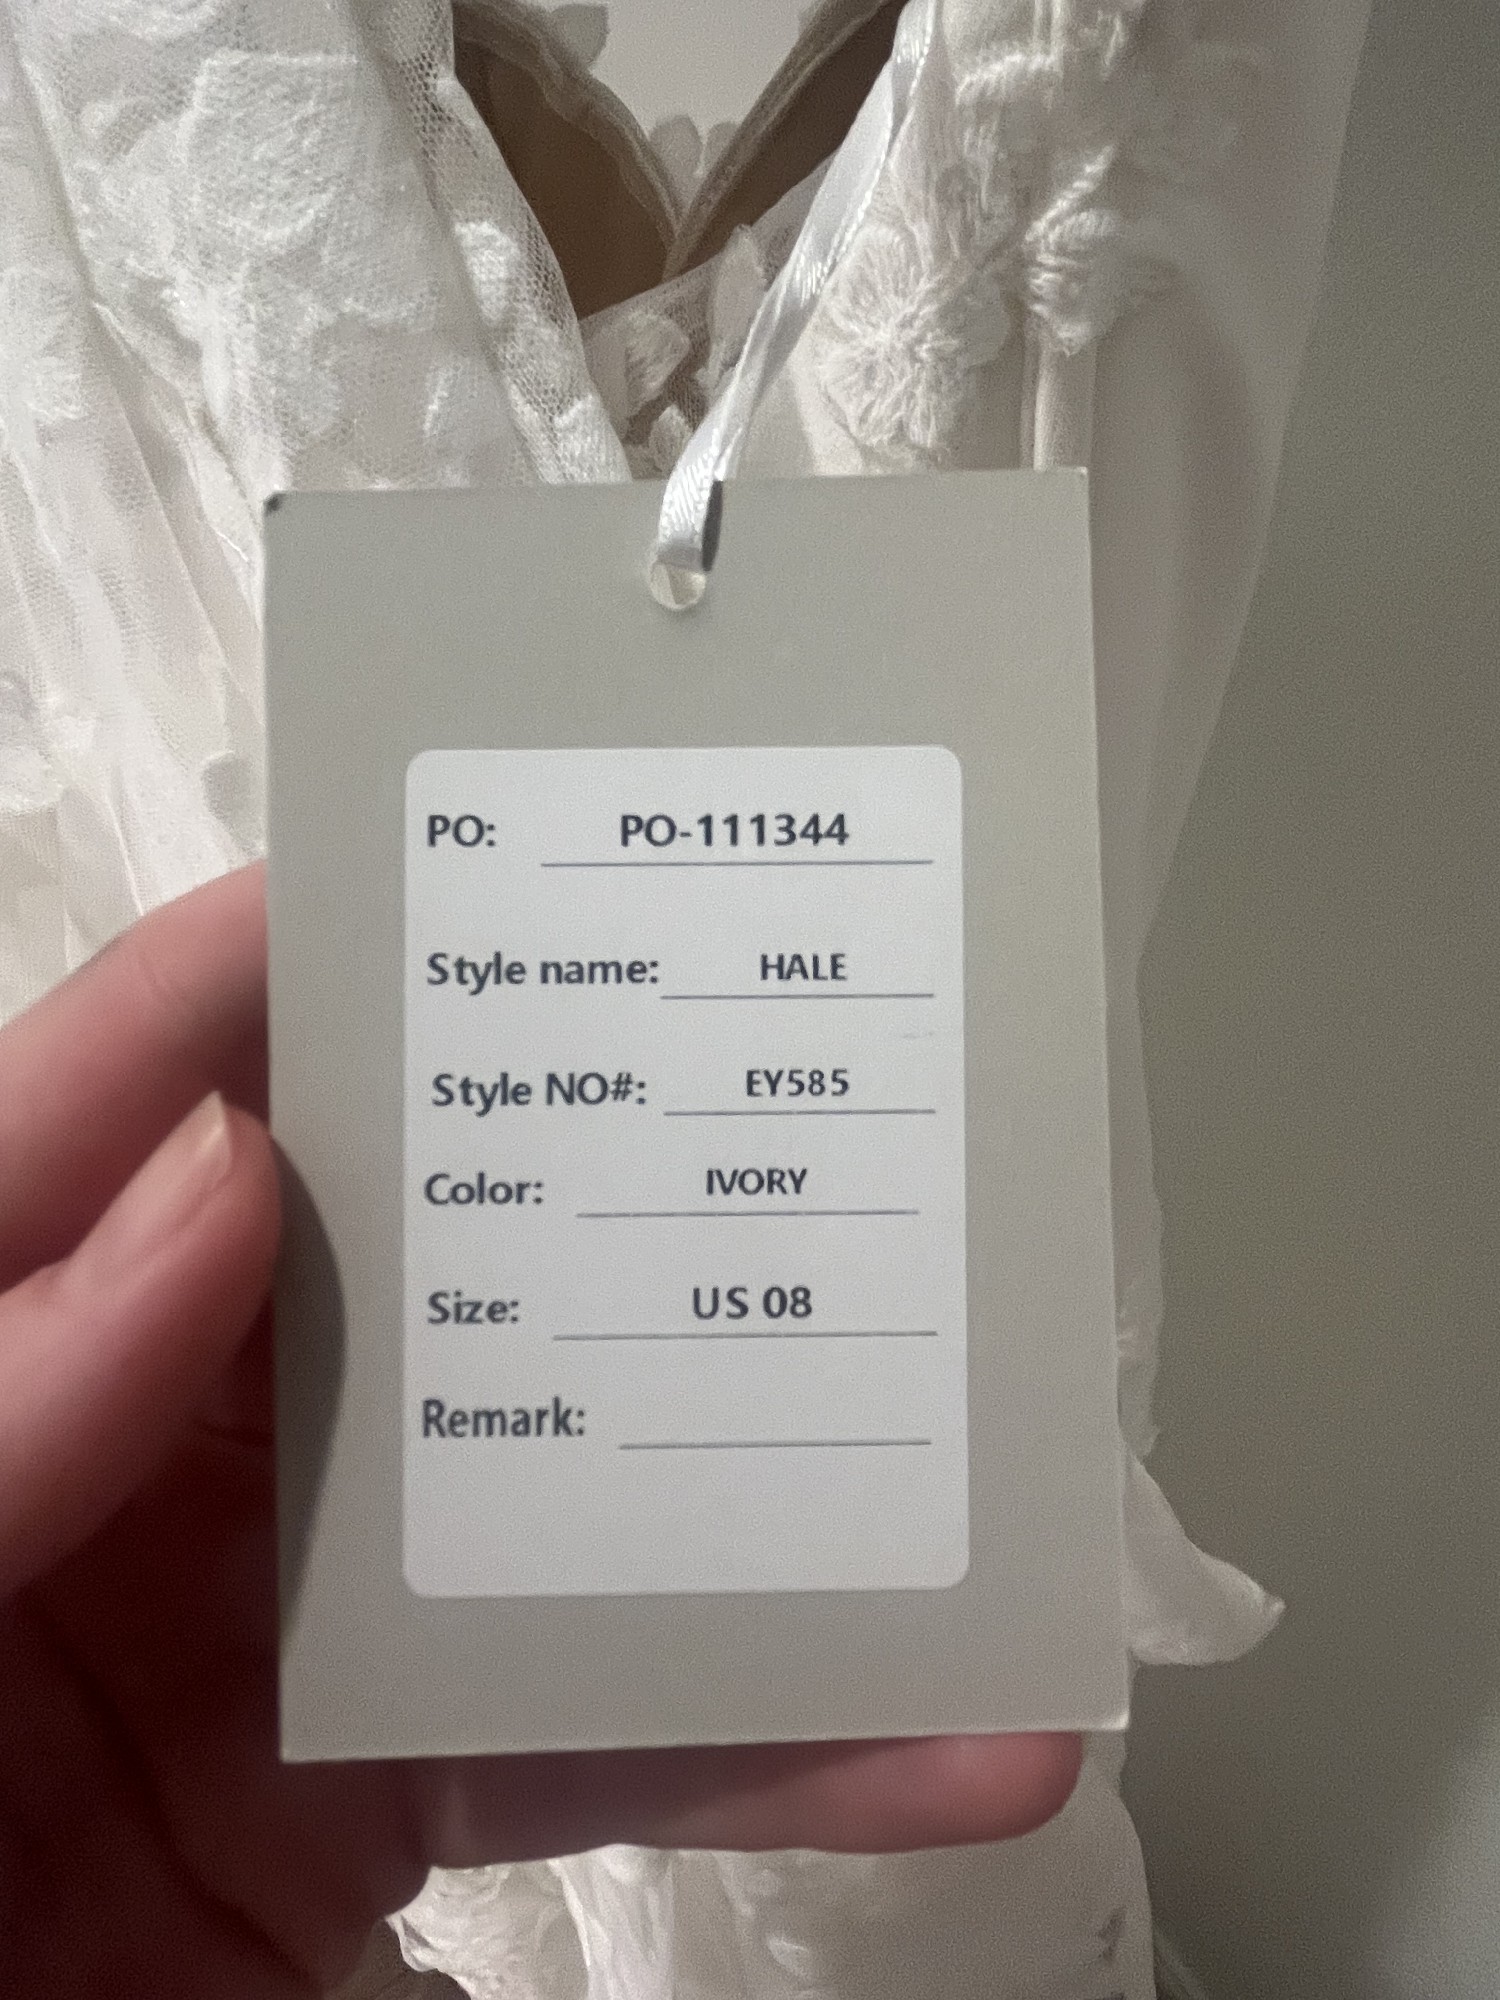 PO: PO-111344
Style name: HALE
Style NO#: EY585
Color: IVORY
Size: US 08
Remark: